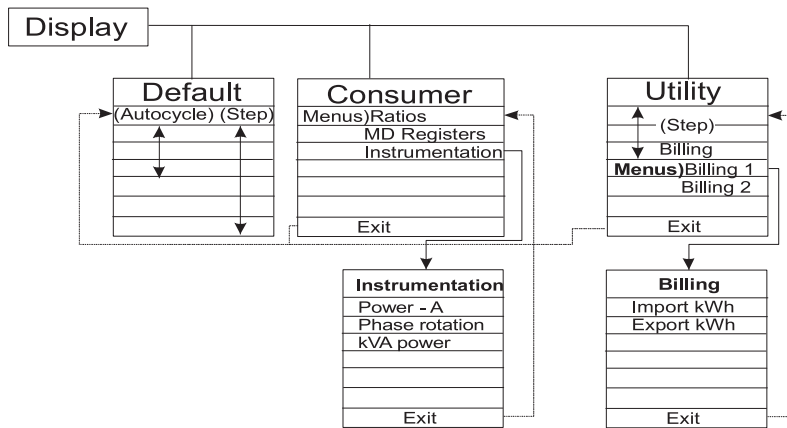 Display
Default
(Autocycle) (Step)
Consumer
Menus)Ratios
MD Registers
Instrumentation
Exit
Utility
(Step)
Billing
Menus)Billing 1
Billing 2
Exit
Instrumentation
Power - A
Phase rotation
kVA power
Exit
Billing
Import kWh
Export kWh
Exit